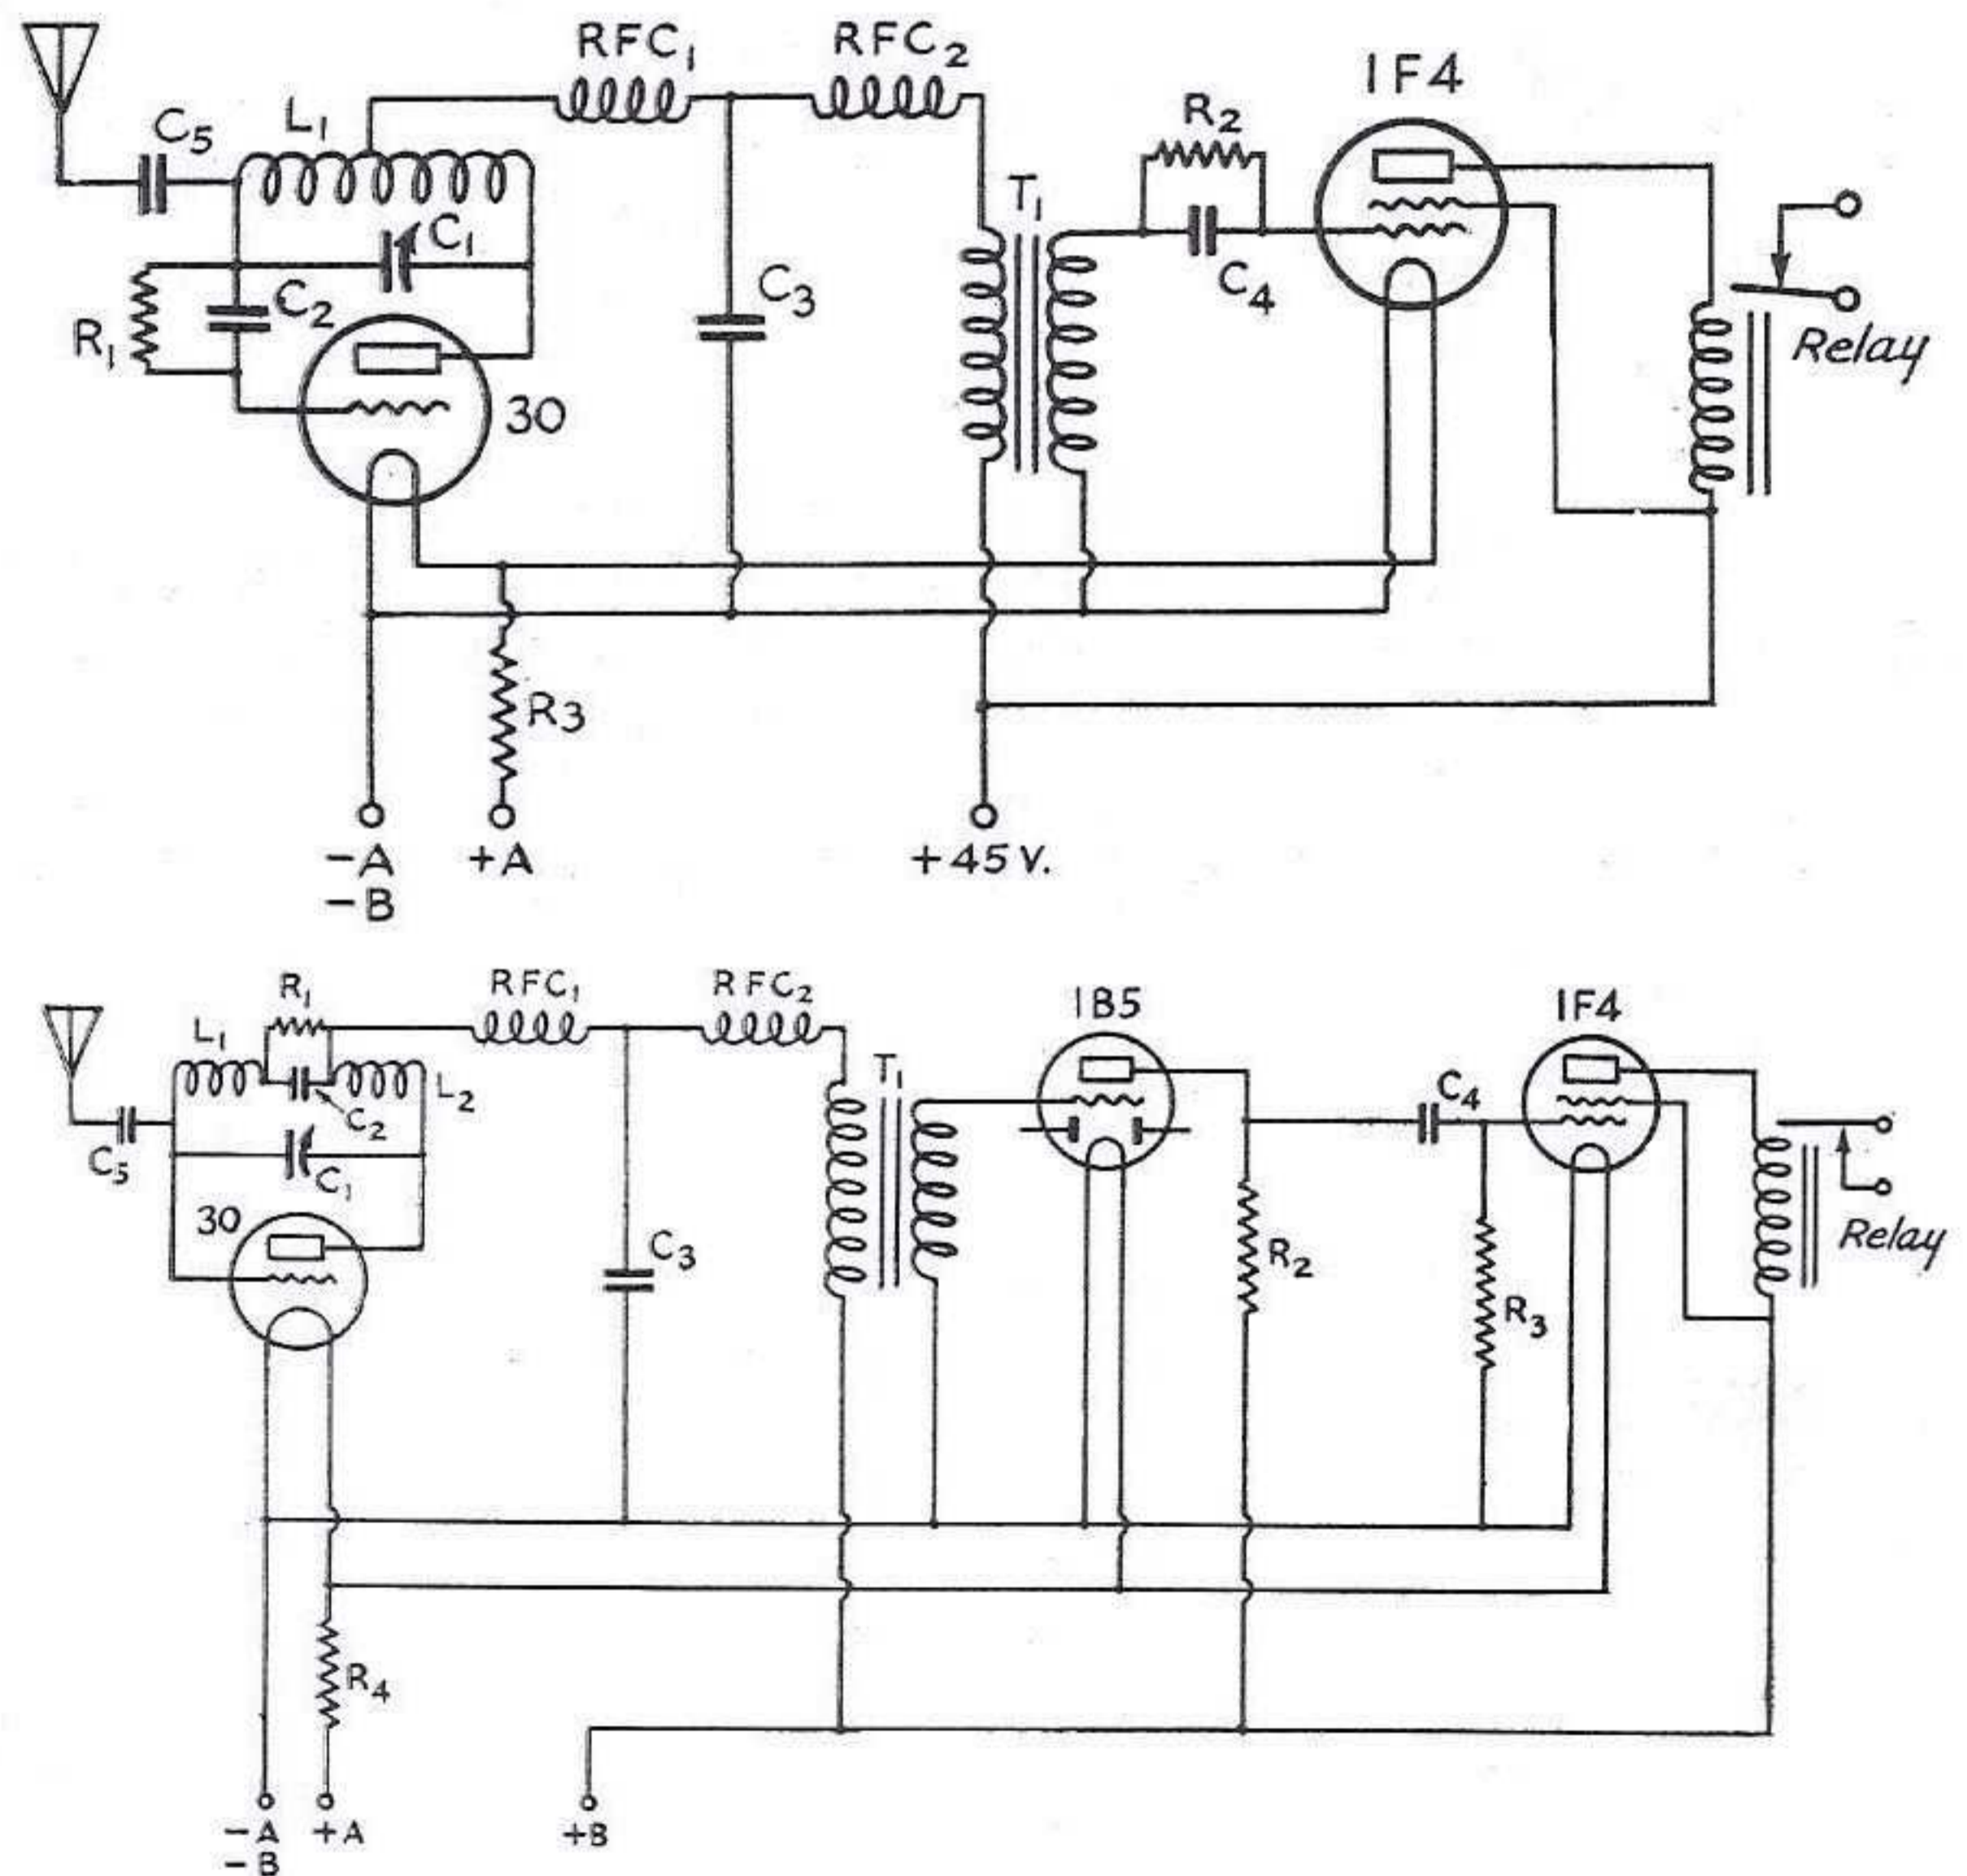 RFC₁
RFC₂
1F4
C₅
L₁
R₂
T₁
C₁
C₄
C₂
C₃
R₁
Relay
30
R₃
-A
+A
+45V.
-B
R₁
RFC₁
RFC₂
1B5
1F4
L₁
T₁
L₂
C₄
C₂
C₅
C₁
30
C₃
R₂
Relay
R₃
R₄
-A
+A
+B
-B